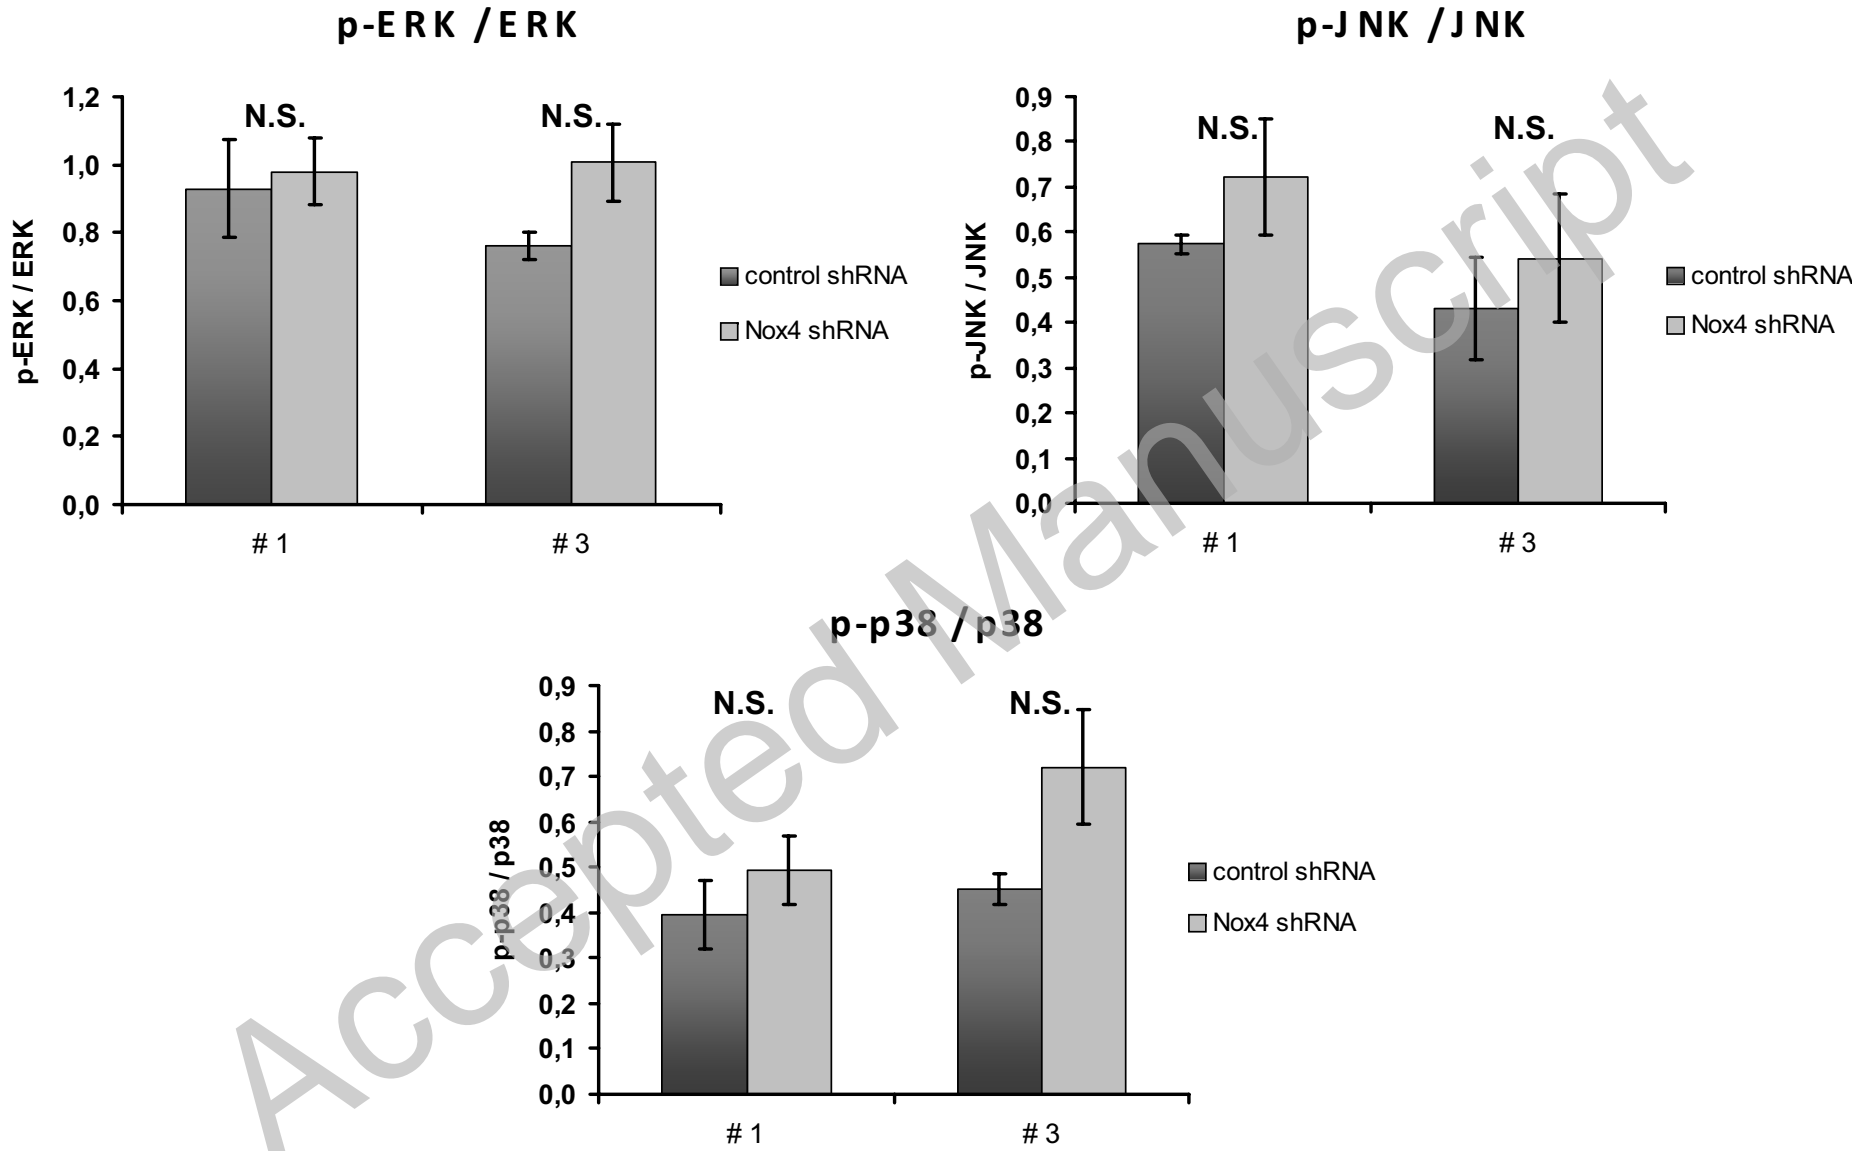 p-ERK / ERK
p-JNK / JNK
1,2
1,0
0,8
0,6
0,4
0,2
0,0
p-ERK / ERK
N.S.
N.S.
# 1
# 3
control shRNA
Nox4 shRNA
0,9
0,8
0,7
0,6
0,5
0,4
0,3
0,2
0,1
0,0
p-JNK / JNK
N.S.
N.S.
# 1
# 3
control shRNA
Nox4 shRNA
p-p38 / p38
0,9
0,8
0,7
0,6
0,5
0,4
0,3
0,2
0,1
0,0
p-p38 / p38
N.S.
N.S.
# 1
# 3
control shRNA
Nox4 shRNA
Accepted Manuscript